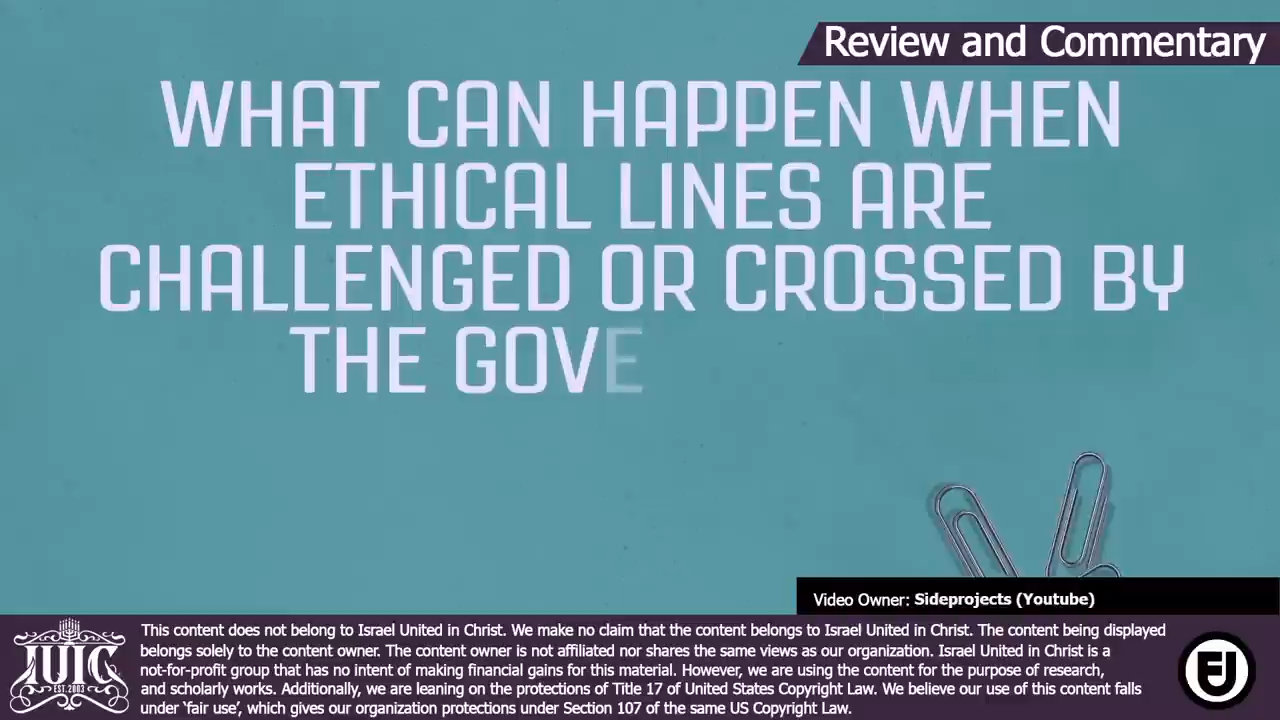 Review and Commentary
WHAT CAN HAPPEN WHEN
ETHICAL LINES ARE
CHALLENGED OR CROSSED BY
THE GOVE
Video Owner: Sideprojects (Youtube)
This content does not belong to Israel United in Christ. We make no claim that the content belongs to Israel United in Christ. The content being displayed
belongs solely to the content owner. The content owner is not affiliated nor shares the same views as our organization. Israel United in Christ is a
not-for-profit group that has no intent of making financial gains for this material. However, we are using the content for the purpose of research,
and scholarly works. Additionally, we are leaning on the protections of Title 17 of United States Copyright Law. We believe our use of this content falls
under ‘fair use’, which gives our organization protections under Section 107 of the same US Copyright Law.
IUIC
EST. 2003